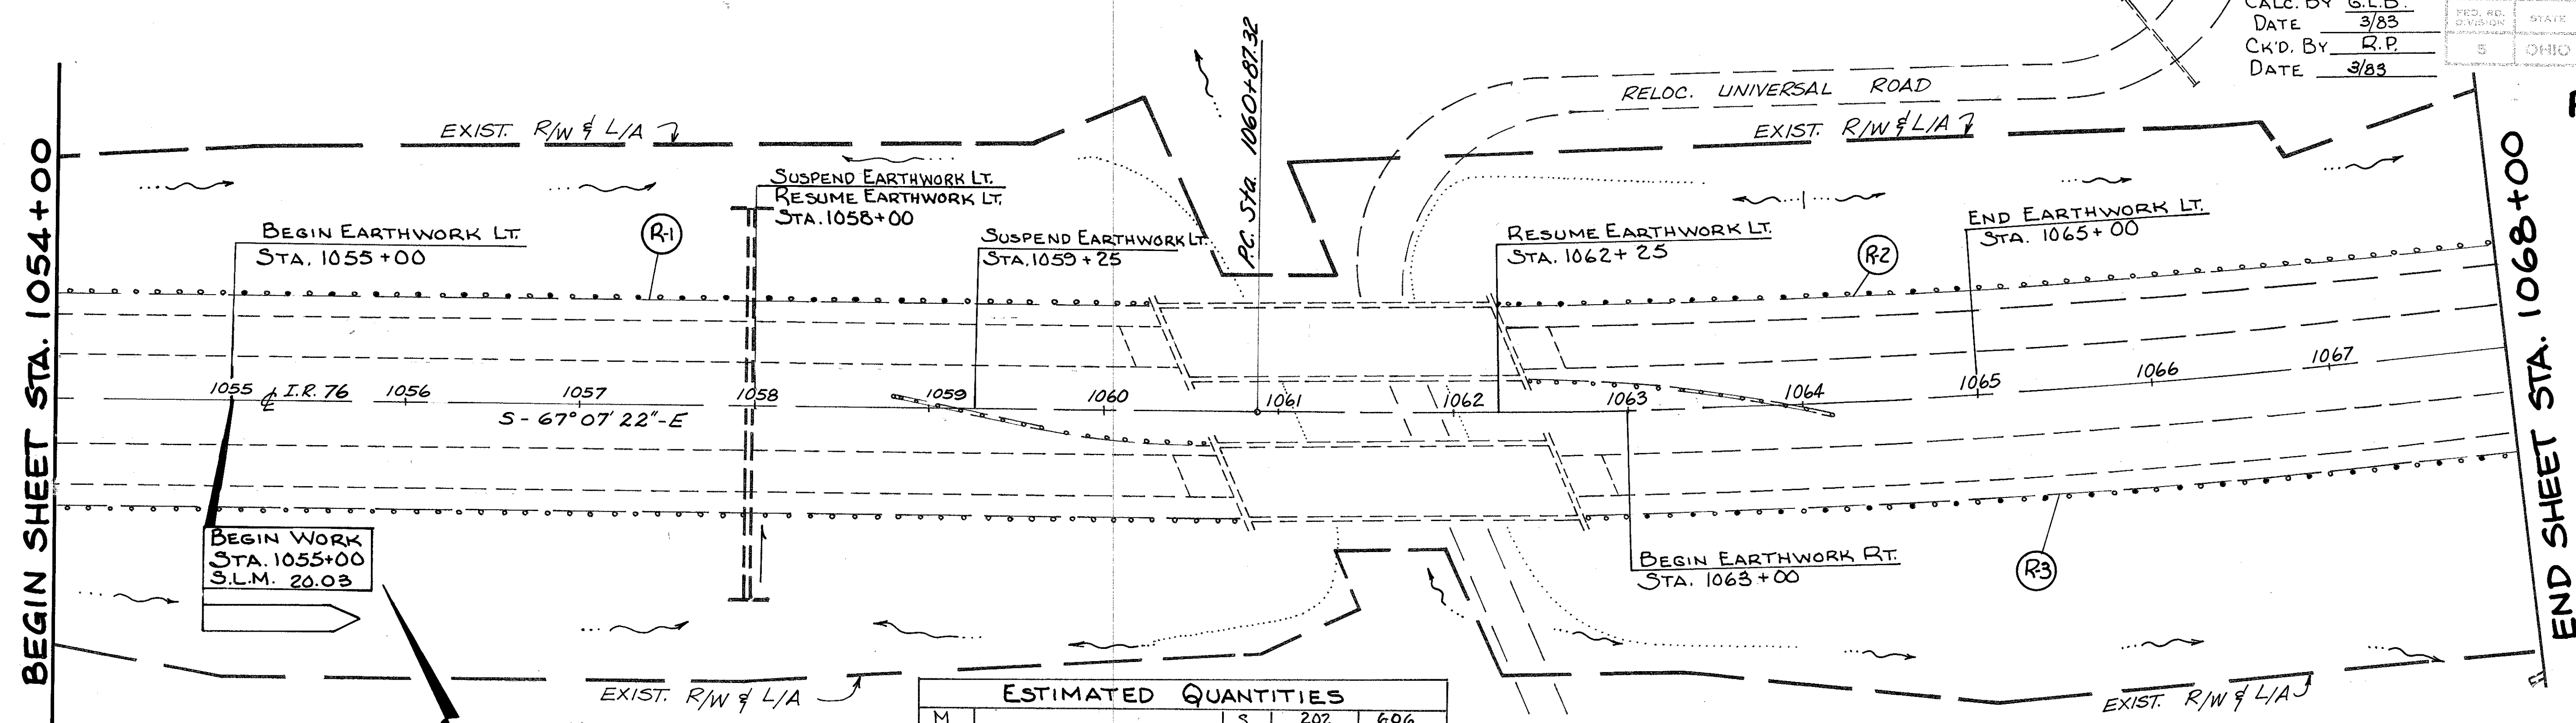 CALC. BY G.L.B.
DATE 3/83
CK'D. BY R.P.
DATE 3/83
FED. RD. DIVISION
STATE
5
OHIO
BEGIN SHEET STA. 1054+00
END SHEET STA. 1068+00
P.C. Sta. 1060+87.32
RELOC. UNIVERSAL ROAD
EXIST. R/W & L/A
EXIST. R/W & L/A
SUSPEND EARTHWORK LT.
RESUME EARTHWORK LT.
STA. 1058+00
BEGIN EARTHWORK LT.
STA. 1055+00
R-1
SUSPEND EARTHWORK LT.
STA. 1059+25
RESUME EARTHWORK LT.
STA. 1062+25
R-2
END EARTHWORK LT.
STA. 1065+00
1055 ℄ I.R. 76 1056 1057 1058 1059 1060 1061 1062 1063 1064 1065 1066 1067
S-67°07'22"-E
BEGIN WORK
STA. 1055+00
S.L.M. 20.03
BEGIN EARTHWORK RT.
STA. 1063+00
R-3
EXIST. R/W & L/A
EXIST. R/W & L/A
ESTIMATED QUANTITIES
M S 202 606